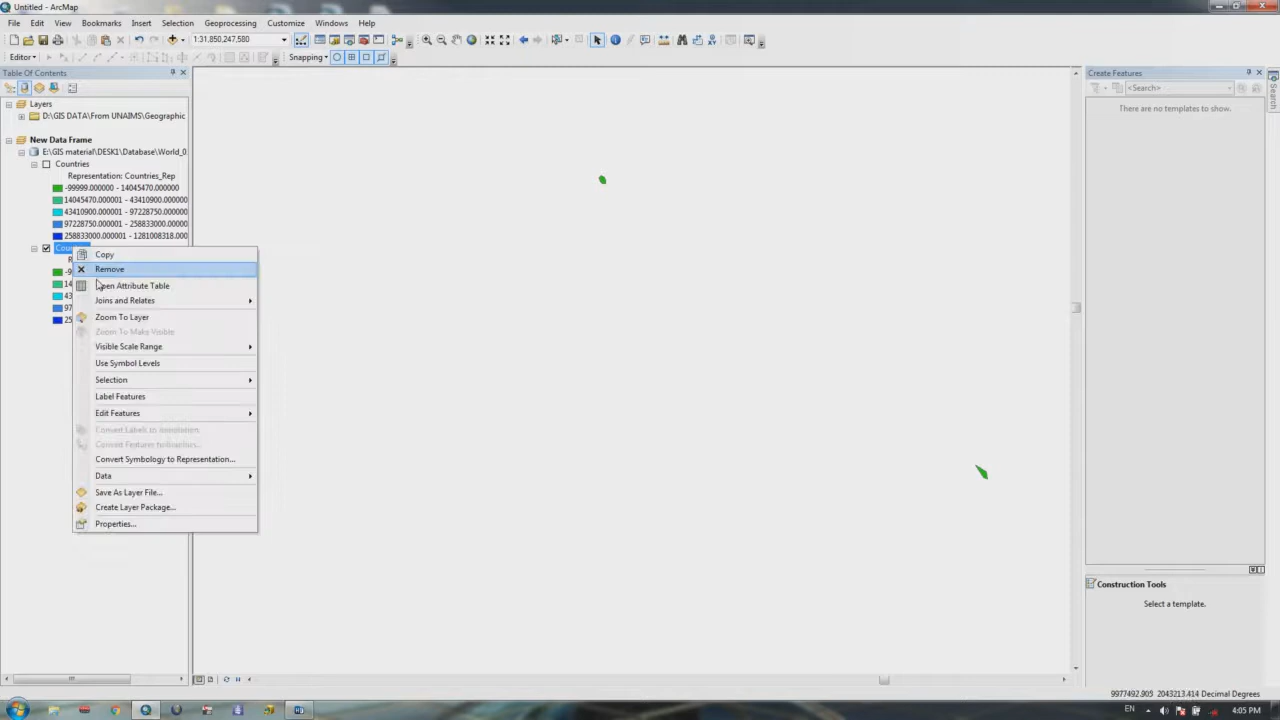 Untitled - ArcMap
File Edit View Bookmarks Insert Selection Geoprocessing Customize Windows Help
1:31,850,247,580
Editor Snapping
Table Of Contents
Layers
D:\GIS DATA\From UNAIMS\Geographic
New Data Frame
E:\GIS material\DESK1\Database\World_0
Countries
Representation: Countries_Rep
-99999.000000 - 14045470.000000
14045470.000001 - 43410900.000000
43410900.000001 - 97228750.000000
97228750.000001 - 258833000.000000
258833000.000001 - 1281008318.000000
Copy
Remove
Open Attribute Table
Joins and Relates
Zoom To Layer
Zoom To Make Visible
Visible Scale Range
Use Symbol Levels
Selection
Label Features
Edit Features
Convert Labels to Annotation...
Convert Features to Graphics...
Convert Symbology to Representation...
Data
Save As Layer File...
Create Layer Package...
Properties...
Create Features
<Search>
There are no templates to show.
Search
Construction Tools
Select a template.
9977492.905 2043213.414 Decimal Degrees
EN
4:05 PM